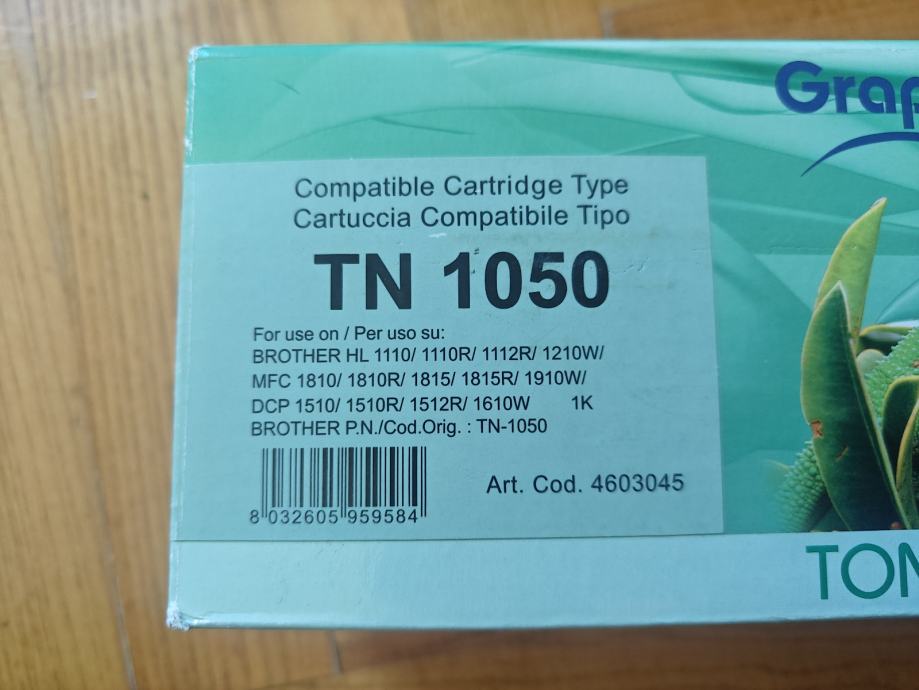 Compatible Cartridge Type
Cartuccia Compatibile Tipo
TN 1050
For use on / Per uso su:
BROTHER HL 1110/ 1110R/ 1112R/ 1210W/
MFC 1810/ 1810R/ 1815/ 1815R/ 1910W/
DCP 1510/ 1510R/ 1512R/ 1610W 1K
BROTHER P.N./Cod.Orig. : TN-1050
Art. Cod. 4603045
8 032605 959584